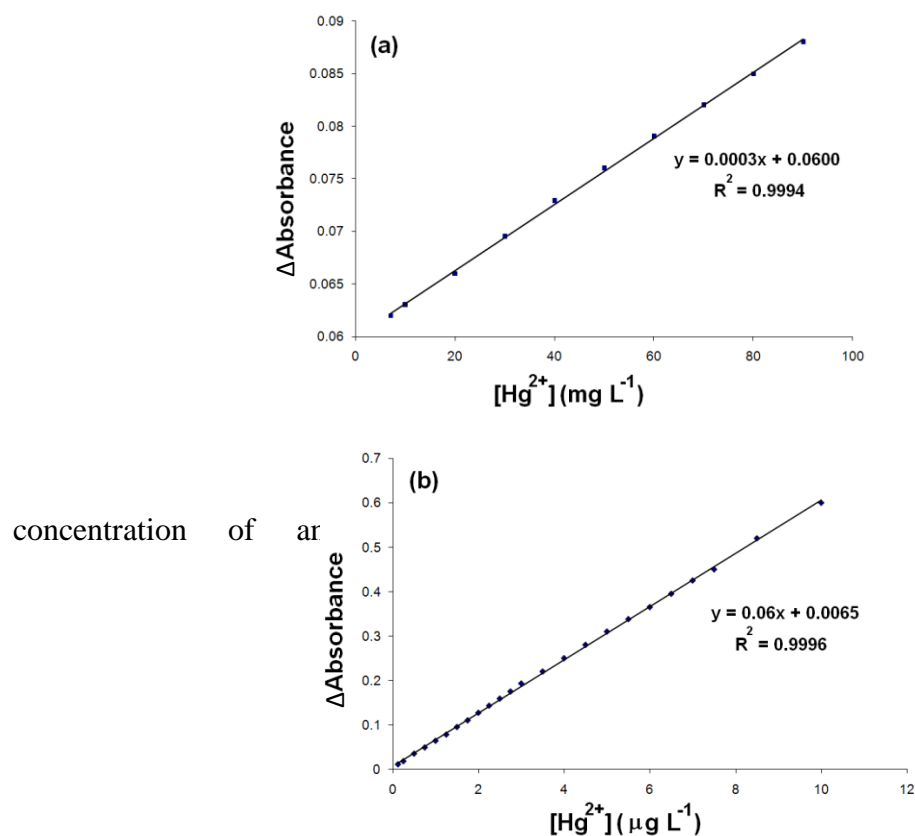 (a)
0.09
0.085
0.08
0.075
0.07
0.065
0.06
ΔAbsorbance
y = 0.0003x + 0.0600
R² = 0.9994
0 20 40 60 80 100
[Hg²⁺] (mg L⁻¹)
(b)
0.7
0.6
0.5
0.4
0.3
0.2
0.1
0
ΔAbsorbance
concentration of
y = 0.06x + 0.0065
R² = 0.9996
0 2 4 6 8 10 12
[Hg²⁺] ( μg L⁻¹)